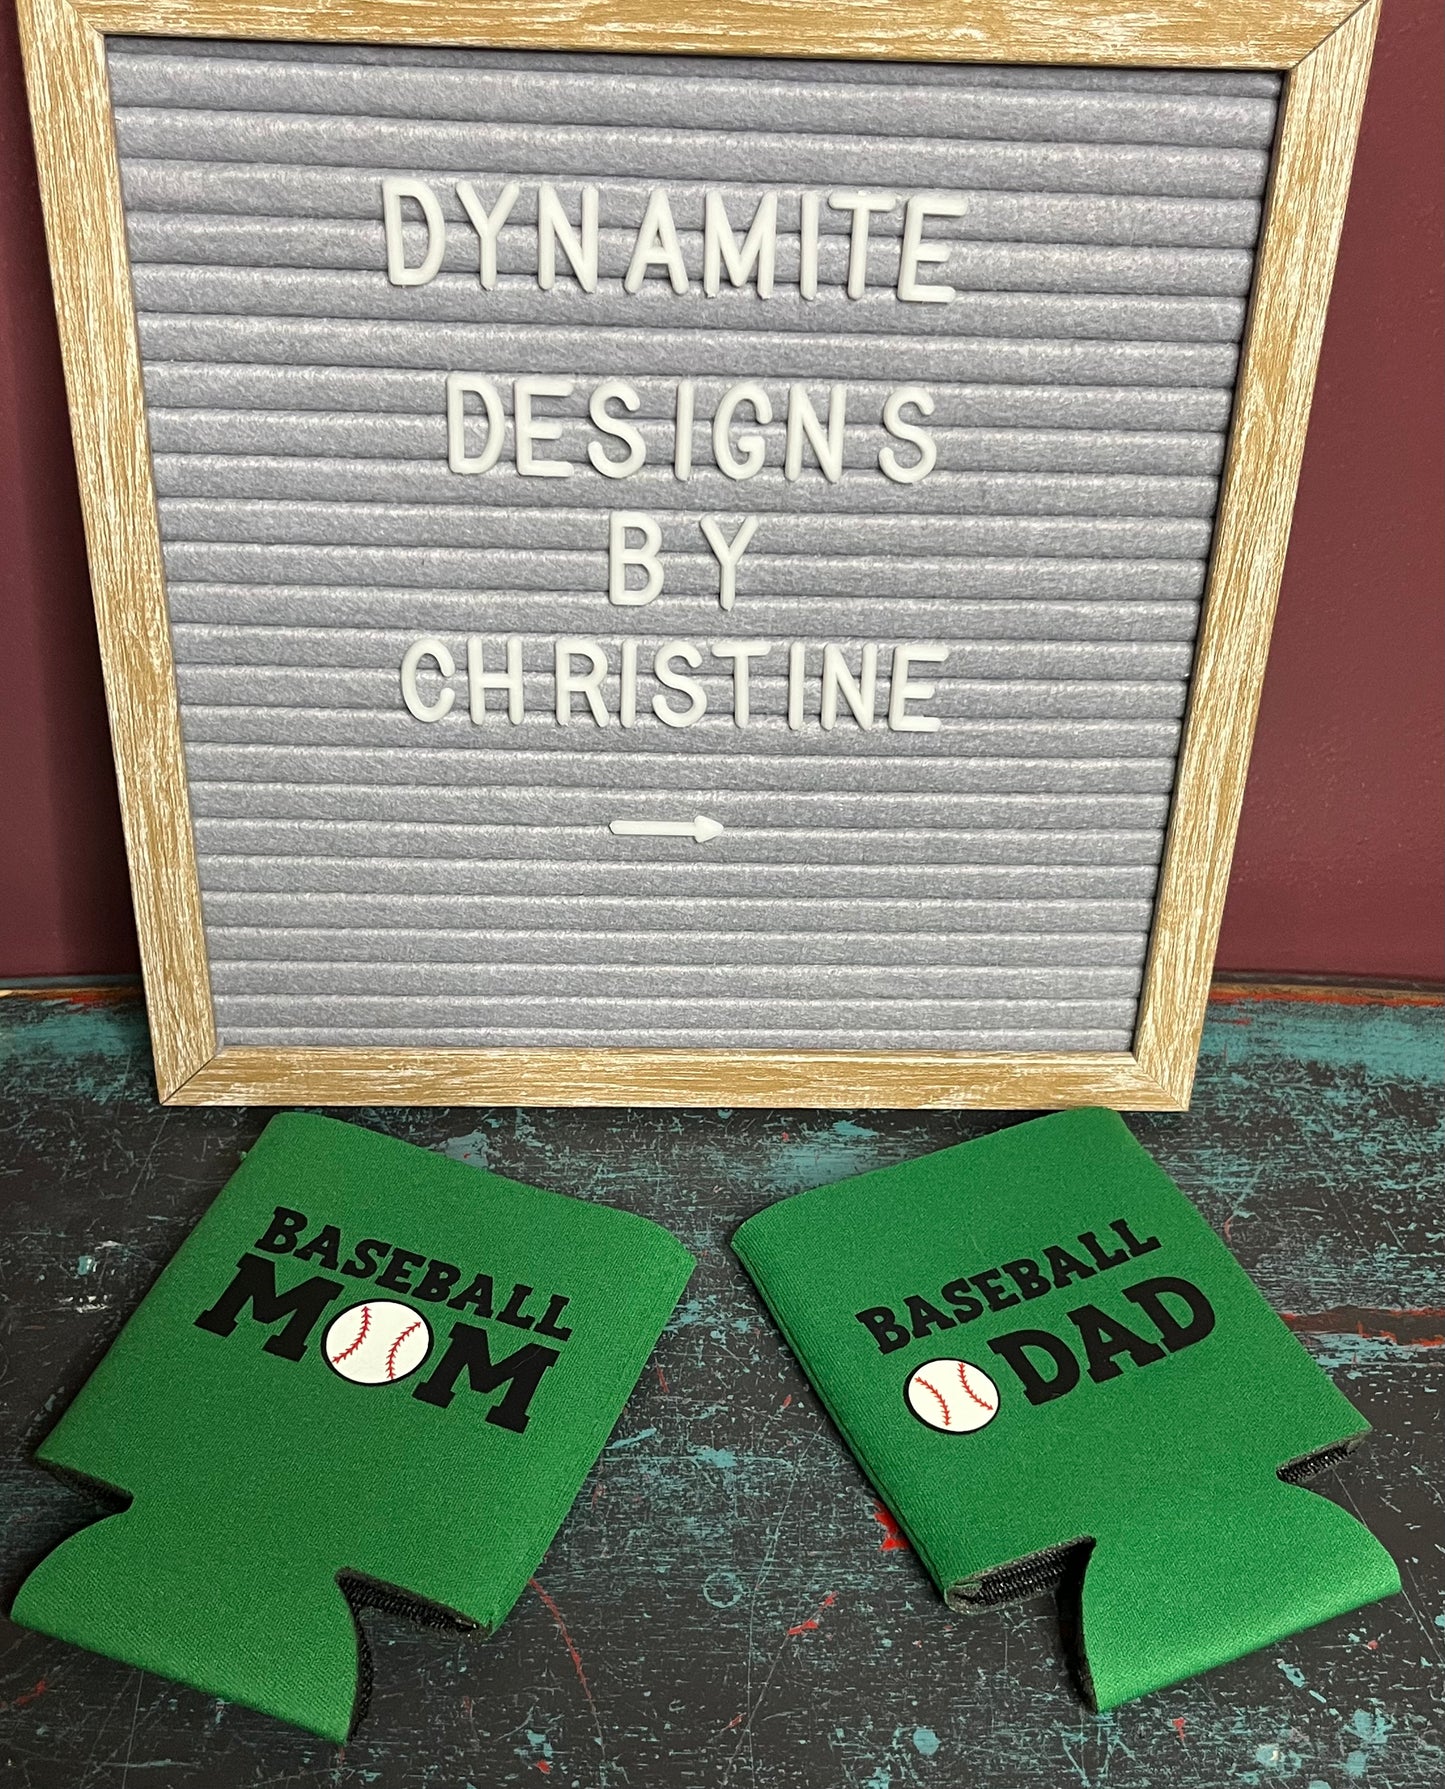 DYNAMITE
DESIGNS
BY
CHRISTINE
BASEBALL
MOM
BASEBALL
DAD